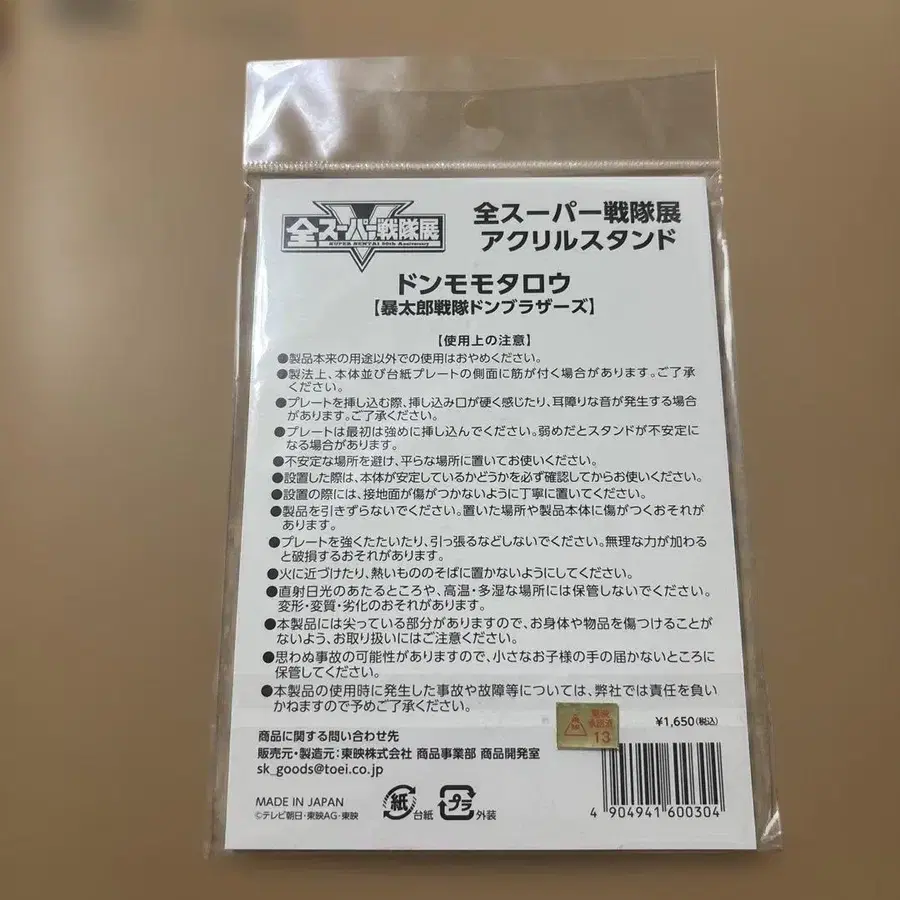 全スーパー戦隊展
SUPER SENTAI 50th Anniversary
全スーパー戦隊展
アクリルスタンド
ドンモモタロウ
【暴太郎戦隊ドンブラザーズ】
【使用上の注意】
●製品本来の用途以外での使用はおやめください。
●製法上、本体並び台紙プレートの側面に筋が付く場合があります。ご了承
ください。
●プレートを挿し込む際、挿し込み口が硬く感じたり、耳障りな音が発生する場合
があります。ご了承ください。
●プレートは最初は強めに挿し込んでください。弱めだとスタンドが不安定に
なる場合があります。
●不安定な場所を避け、平らな場所に置いてお使いください。
●設置した際は、本体が安定しているかどうかを必ず確認してからお使いください。
●設置の際には、接地面が傷がつかないように丁寧に置いてください。
●製品を引きずらないでください。置いた場所や製品本体に傷がつくおそれが
あります。
●プレートを強くたたいたり、引っ張るなどしないでください。無理な力が加わる
と破損するおそれがあります。
●火に近づけたり、熱いもののそばに置かないようにしてください。
●直射日光のあたるところや、高温・多湿な場所には保管しないでください。
変形・変質・劣化のおそれがあります。
●本製品には尖っている部分がありますので、お身体や物品を傷つけることが
ないよう、お取り扱いにはご注意ください。
●思わぬ事故の可能性がありますので、小さなお子様の手の届かないところに
保管してください。
●本製品の使用時に発生した事故や故障等については、弊社では責任を負い
かねますので予めご了承ください。
¥1,650(税込)
13
商品に関する問い合わせ先
販売元・製造元:東映株式会社 商品事業部 商品開発室
sk_goods@toei.co.jp
MADE IN JAPAN
©テレビ朝日・東映AG・東映
紙 台紙
プラ 外装
4 904941 600304